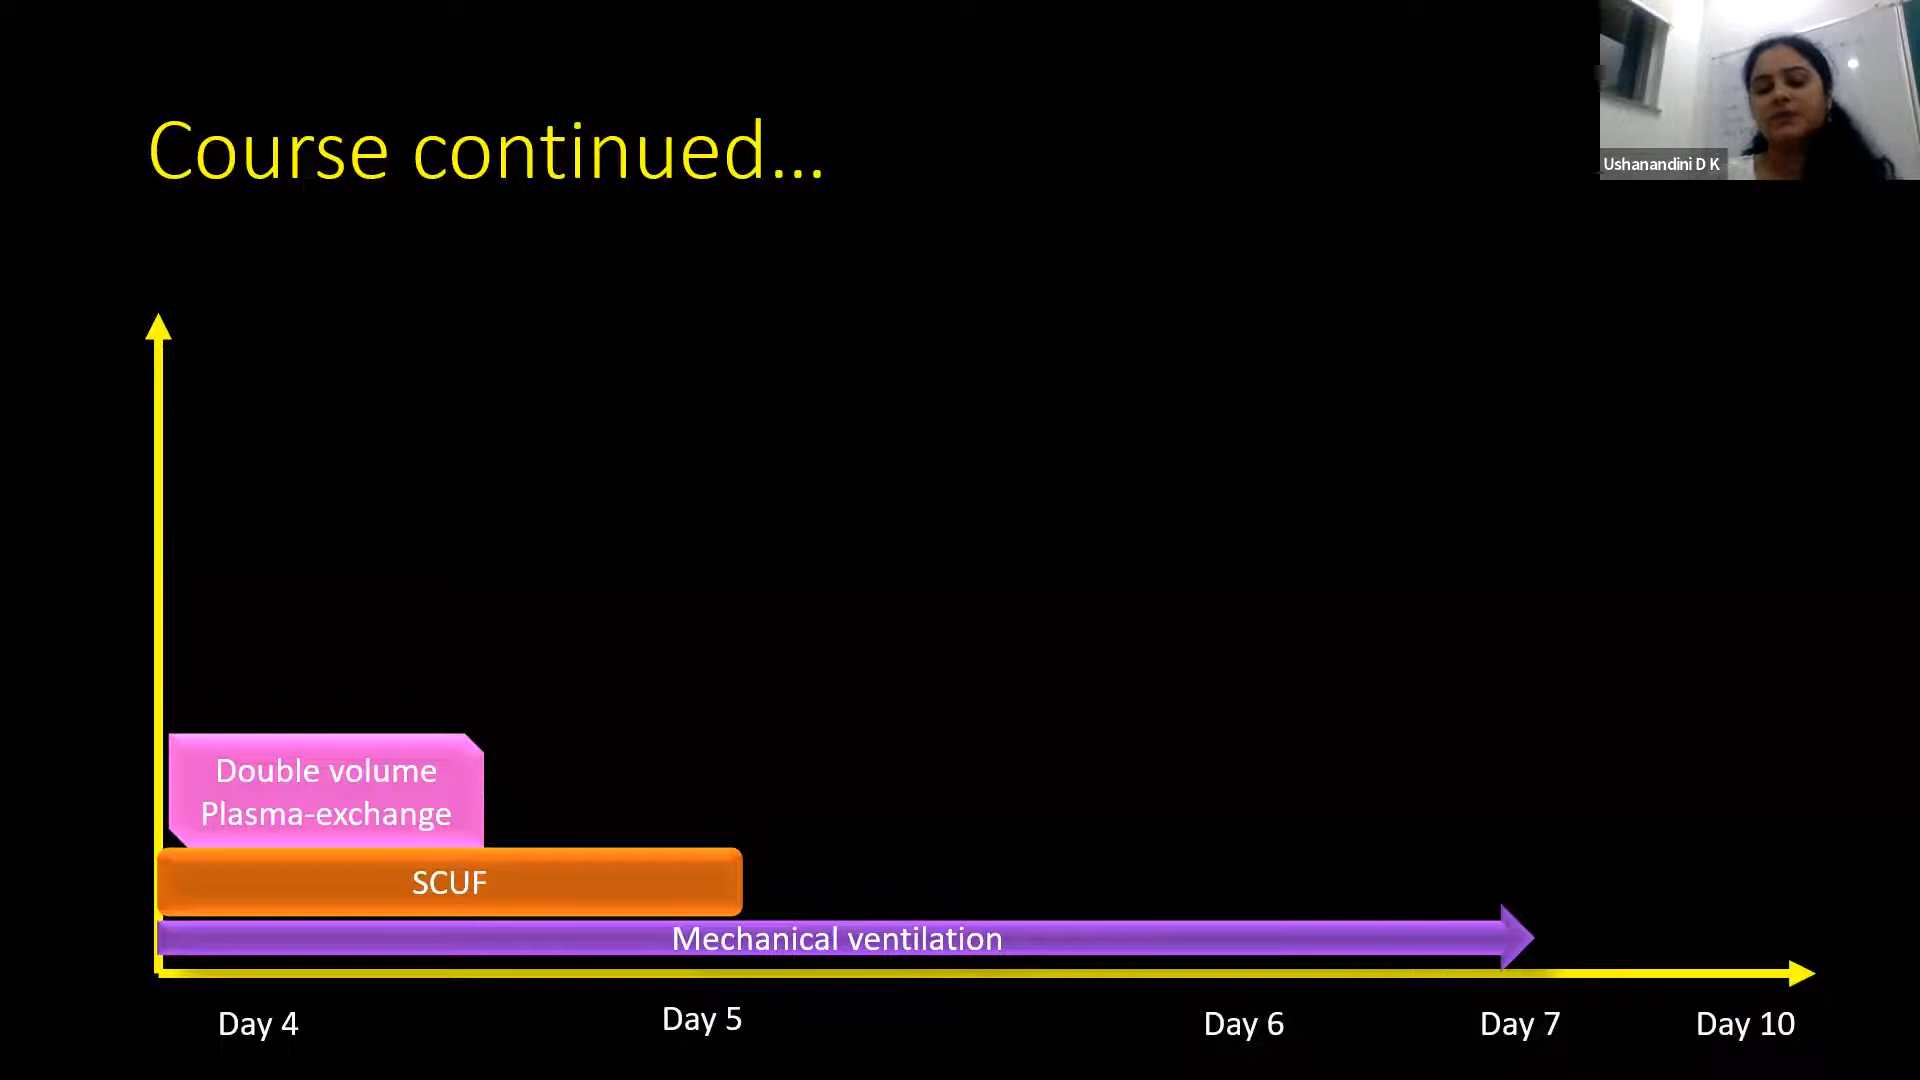 Course continued...
Ushanandini D K
Double volume
Plasma-exchange
SCUF
Mechanical ventilation
Day 4
Day 5
Day 6
Day 7
Day 10